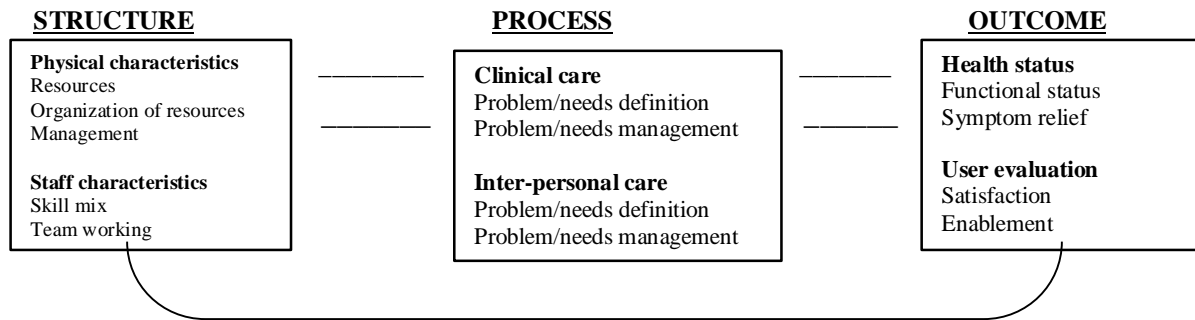 STRUCTURE
Physical characteristics
Resources
Organization of resources
Management
Staff characteristics
Skill mix
Team working
PROCESS
Clinical care
Problem/needs definition
Problem/needs management
Inter-personal care
Problem/needs definition
Problem/needs management
OUTCOME
Health status
Functional status
Symptom relief
User evaluation
Satisfaction
Enablement